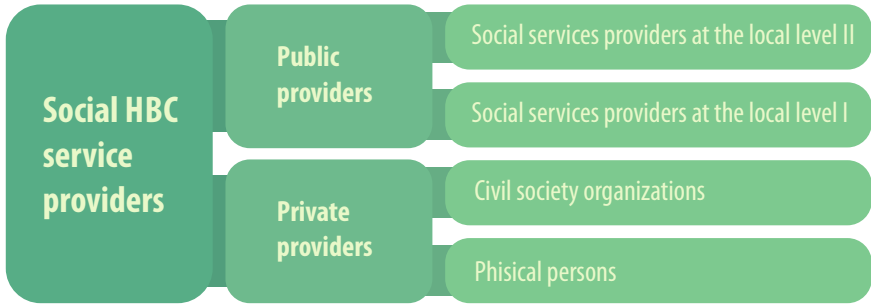 Social HBC
service
providers
Public
providers
Social services providers at the local level II
Social services providers at the local level I
Private
providers
Civil society organizations
Phisical persons